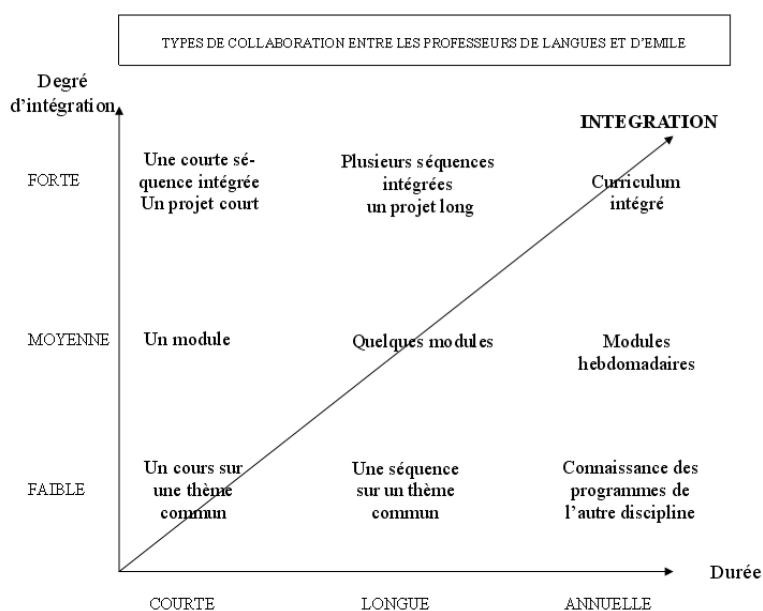 TYPES DE COLLABORATION ENTRE LES PROFESSEURS DE LANGUES ET D'EMILE
Degré
d'intégration
INTEGRATION
FORTE
Une courte sé-
quence intégrée
Un projet court
Plusieurs séquences
intégrées
un projet long
Curriculum
intégré
MOYENNE
Un module
Quelques modules
Modules
hebdomadaires
FAIBLE
Un cours sur
une thème
commun
Une séquence
sur un thème
commun
Connaissance des
programmes de
l'autre discipline
Durée
COURTE
LONGUE
ANNUELLE